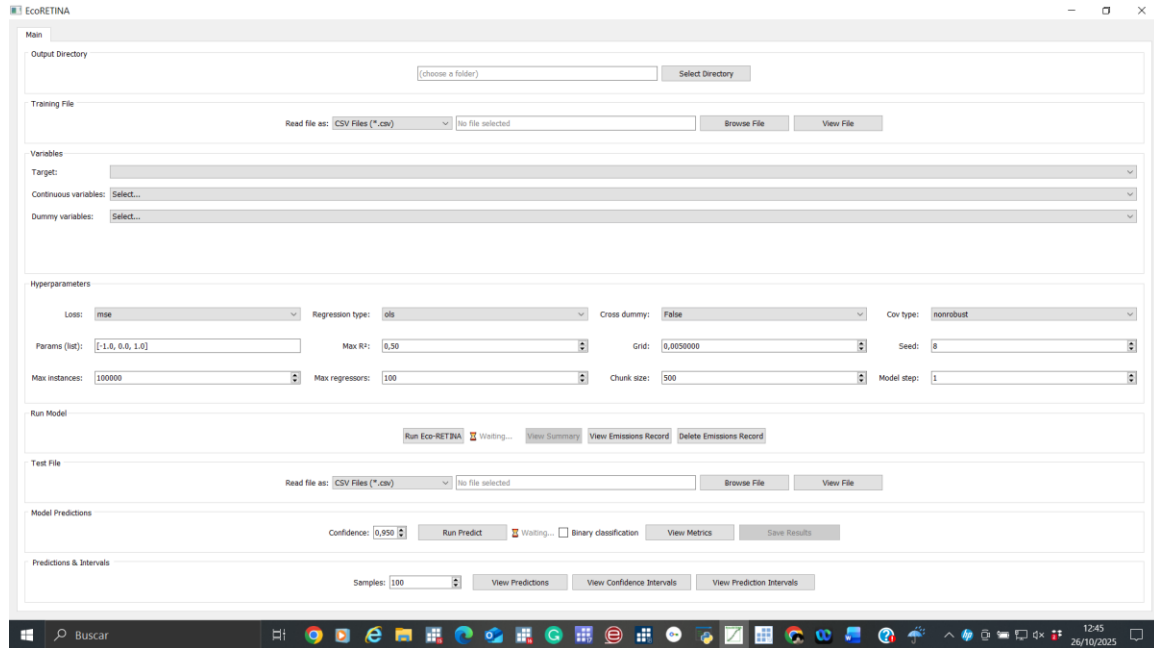 EcoRETINA
Main
Output Directory
(choose a folder) Select Directory
Training File
Read file as: CSV Files (*.csv) No file selected Browse File View File
Variables
Target:
Continuous variables: Select...
Dummy variables: Select...
Hyperparameters
Loss: mse Regression type: ols Cross dummy: False Cov type: nonrobust
Params (list): [-1.0, 0.0, 1.0] Max R²: 0,50 Grid: 0,0050000 Seed: 8
Max instances: 100000 Max regressors: 100 Chunk size: 500 Model step: 1
Run Model
Run Eco-RETINA Waiting... View Summary View Emissions Record Delete Emissions Record
Test File
Read file as: CSV Files (*.csv) No file selected Browse File View File
Model Predictions
Confidence: 0,950 Run Predict Waiting... Binary classification View Metrics Save Results
Predictions & Intervals
Samples: 100 View Predictions View Confidence Intervals View Prediction Intervals
Buscar 12:45
26/10/2025